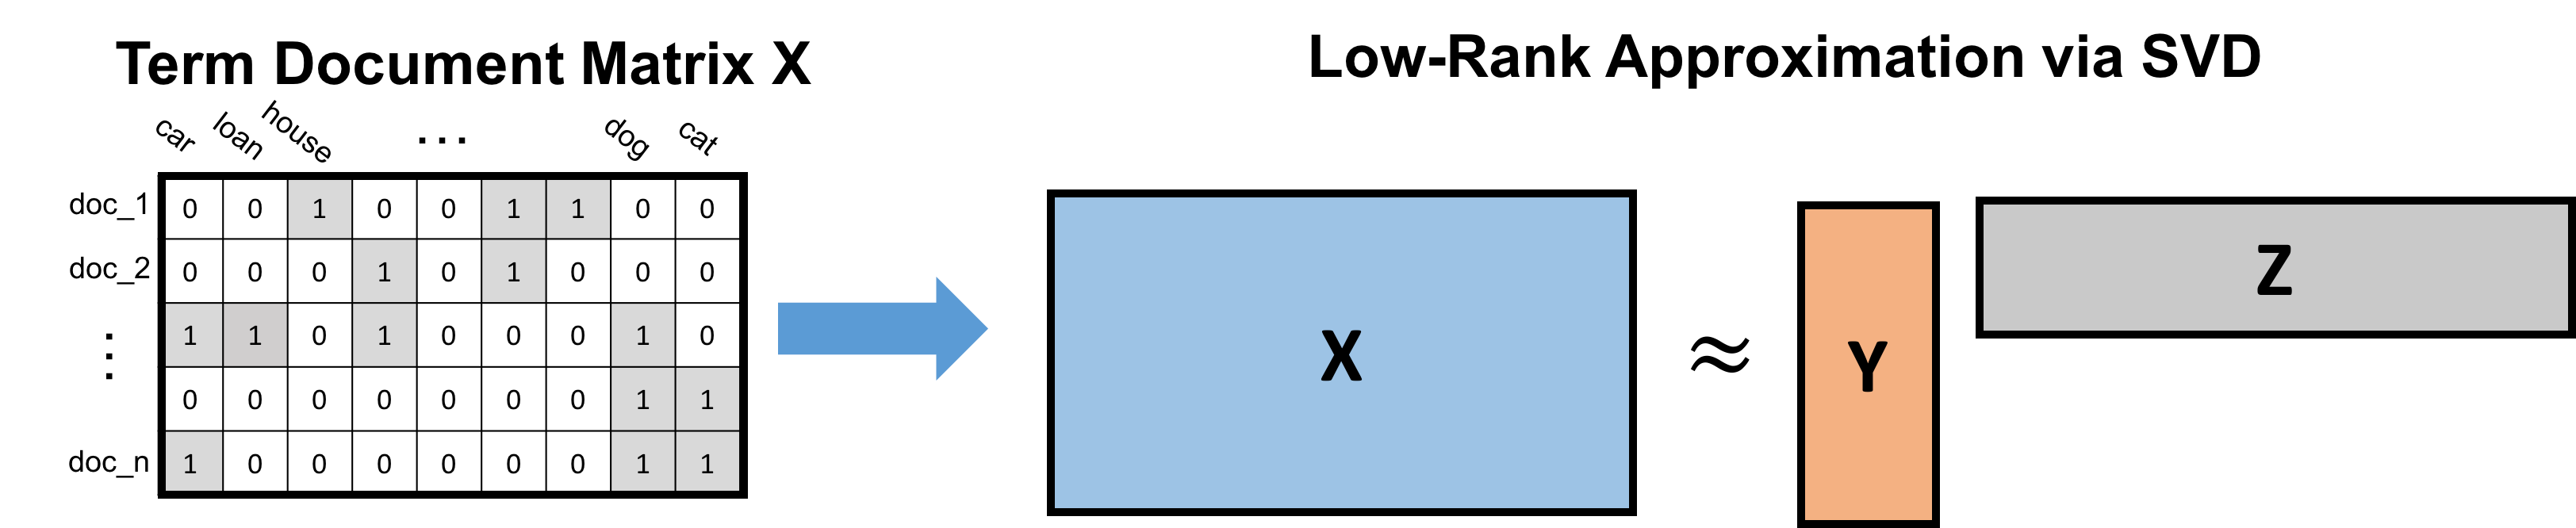 Term Document Matrix X
Low-Rank Approximation via SVD
car loan house ... dog cat
doc_1 0 0 1 0 0 1 1 0 0
doc_2 0 0 0 1 0 1 0 0 0
⋮ 1 1 0 1 0 0 0 1 0
0 0 0 0 0 0 0 1 1
doc_n 1 0 0 0 0 0 0 1 1
X ≈ Y Z